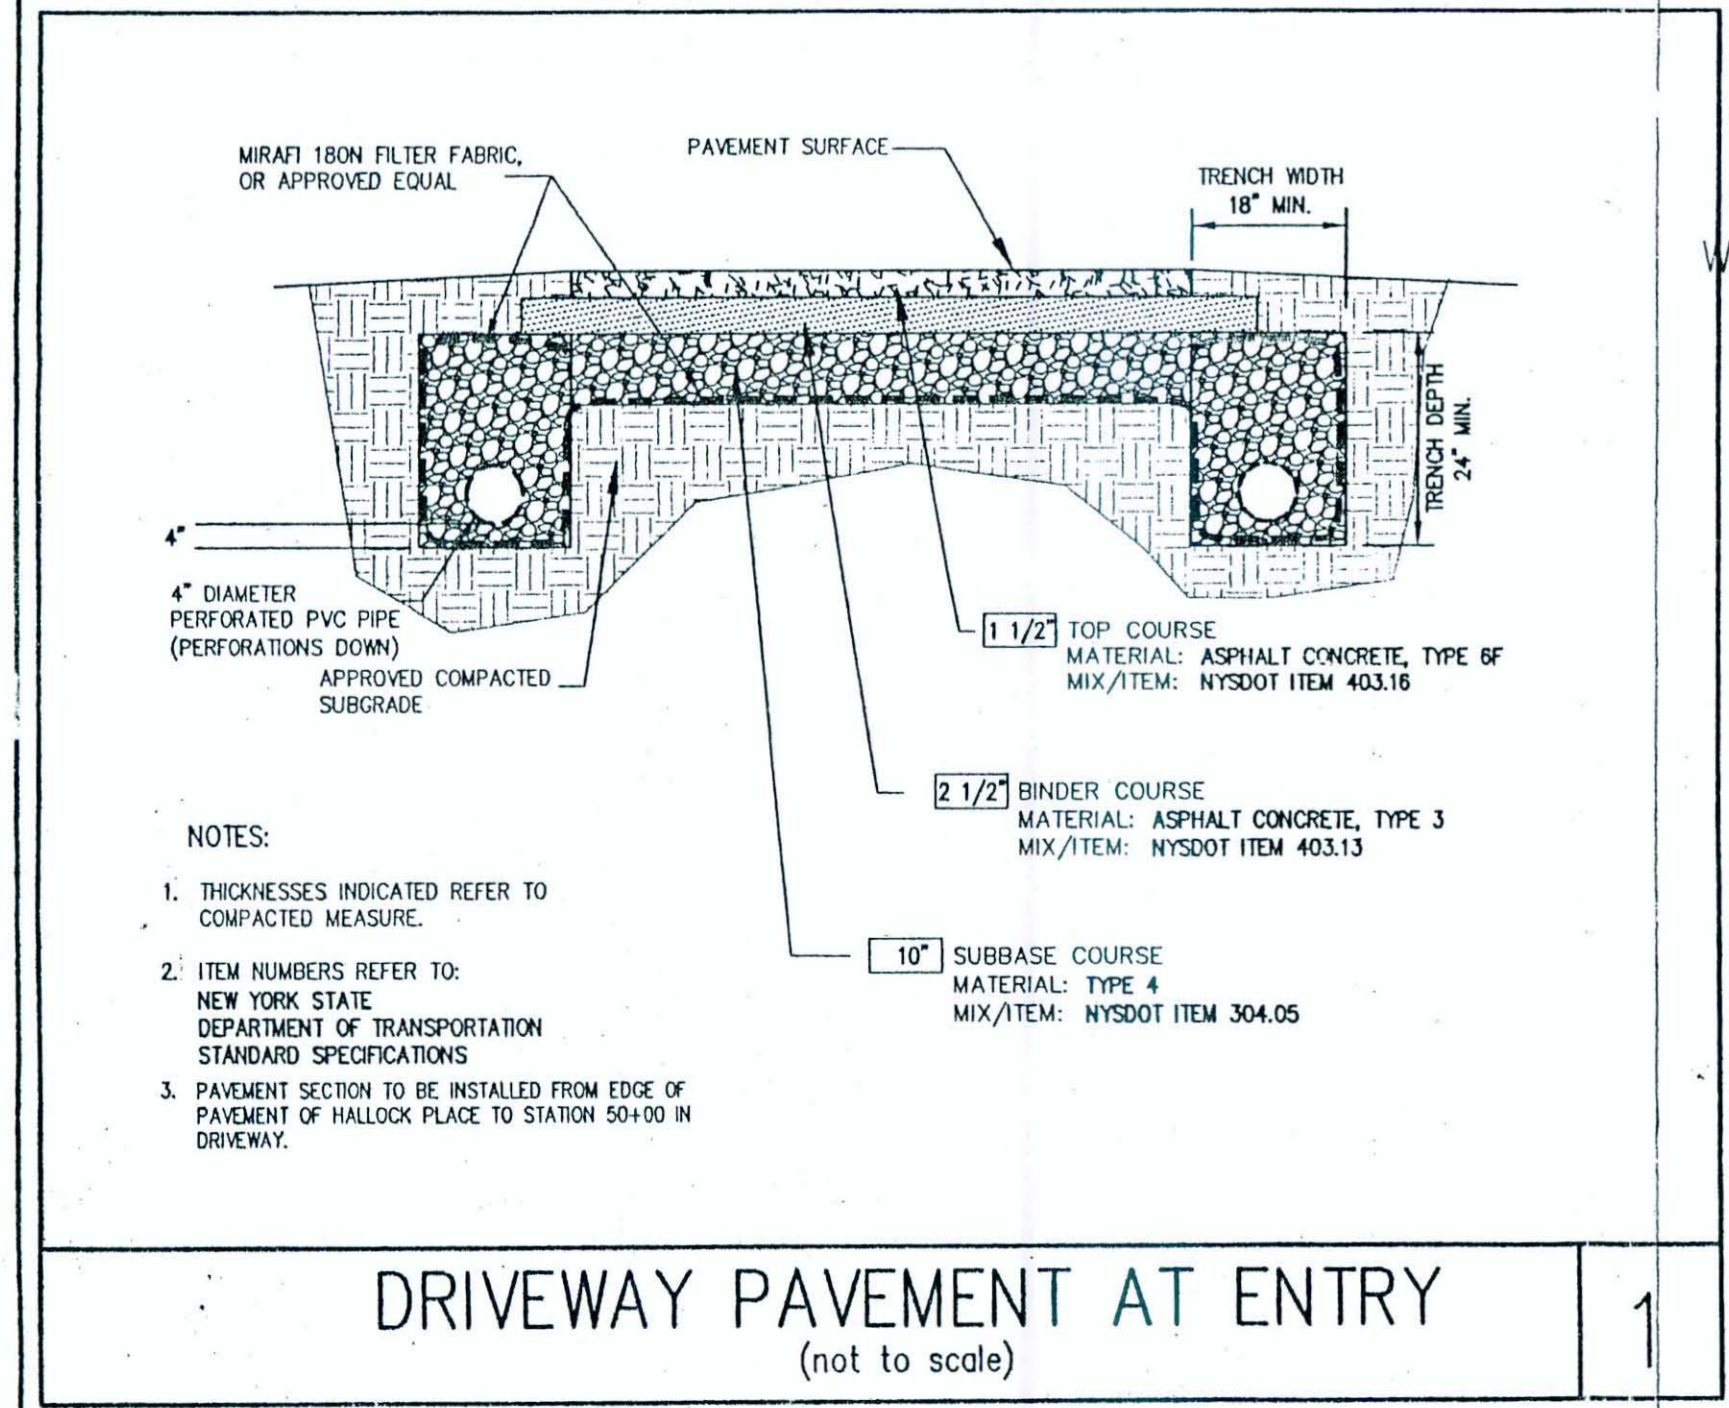 MIRAFI 180N FILTER FABRIC,
OR APPROVED EQUAL
PAVEMENT SURFACE
TRENCH WIDTH
18" MIN.
TRENCH DEPTH
24" MIN.
4"
4" DIAMETER
PERFORATED PVC PIPE
(PERFORATIONS DOWN)
APPROVED COMPACTED
SUBGRADE
1 1/2" TOP COURSE
MATERIAL: ASPHALT CONCRETE, TYPE 6F
MIX/ITEM: NYSDOT ITEM 403.16
2 1/2" BINDER COURSE
MATERIAL: ASPHALT CONCRETE, TYPE 3
MIX/ITEM: NYSDOT ITEM 403.13
10" SUBBASE COURSE
MATERIAL: TYPE 4
MIX/ITEM: NYSDOT ITEM 304.05
NOTES:
1. THICKNESSES INDICATED REFER TO
COMPACTED MEASURE.
2. ITEM NUMBERS REFER TO:
NEW YORK STATE
DEPARTMENT OF TRANSPORTATION
STANDARD SPECIFICATIONS
3. PAVEMENT SECTION TO BE INSTALLED FROM EDGE OF
PAVEMENT OF HALLOCK PLACE TO STATION 50+00 IN
DRIVEWAY.
DRIVEWAY PAVEMENT AT ENTRY
(not to scale)
1